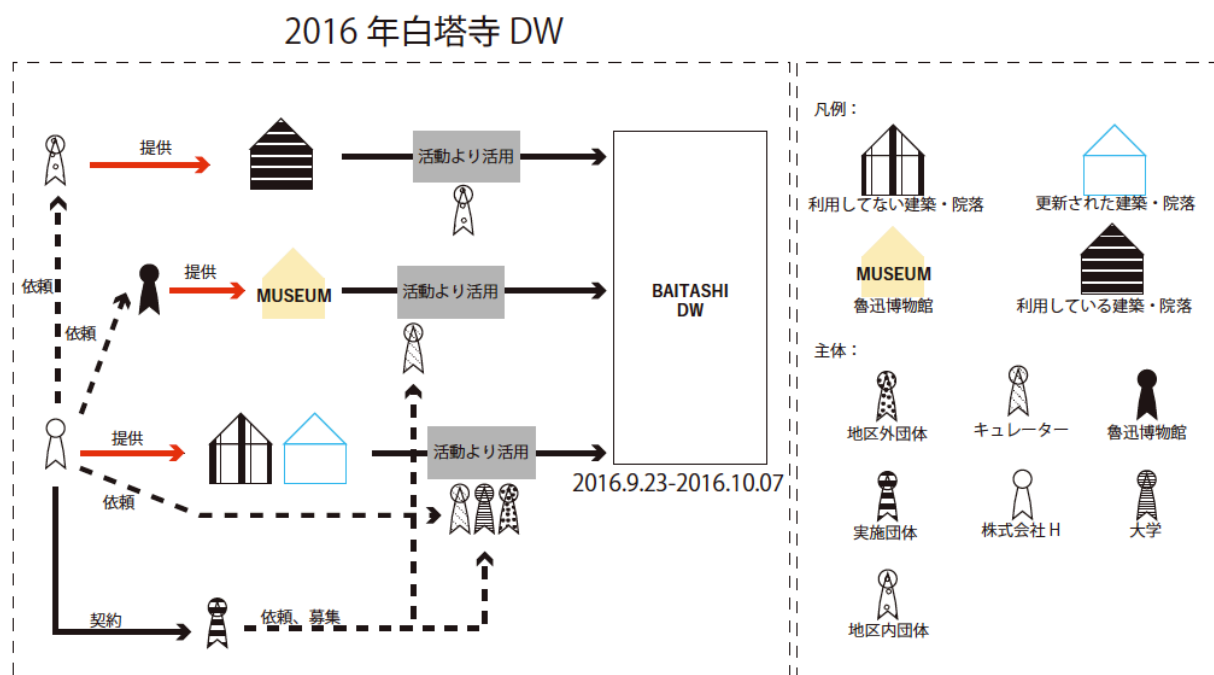 2016 年白塔寺 DW
提供
活動より活用
依頼
提供
MUSEUM
活動より活用
依頼
BAITASHI
DW
提供
活動より活用
2016.9.23-2016.10.07
依頼
契約
依頼、募集
凡例：
利用してない建築・院落
更新された建築・院落
MUSEUM
魯迅博物館
利用している建築・院落
主体：
地区外団体
キュレーター
魯迅博物館
実施団体
株式会社 H
大学
地区内団体